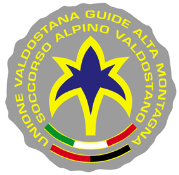 UNIONE VALDOSTANA GUIDE ALTA MONTAGNA
SOCCORSO ALPINO VALDOSTANO